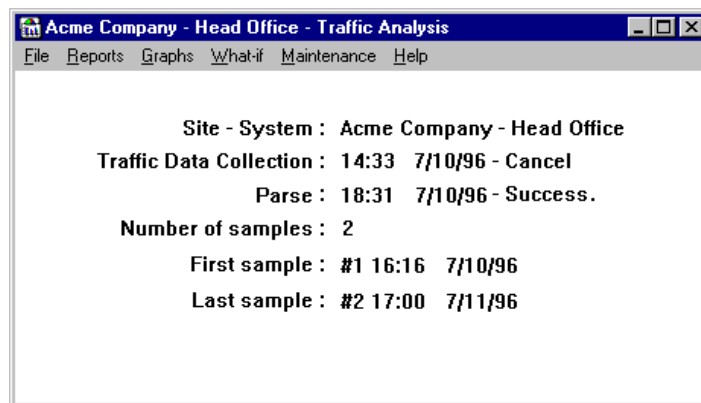 Acme Company - Head Office - Traffic Analysis
File Reports Graphs What-if Maintenance Help
Site - System : Acme Company - Head Office
Traffic Data Collection : 14:33 7/10/96 - Cancel
Parse : 18:31 7/10/96 - Success.
Number of samples : 2
First sample : #1 16:16 7/10/96
Last sample : #2 17:00 7/11/96